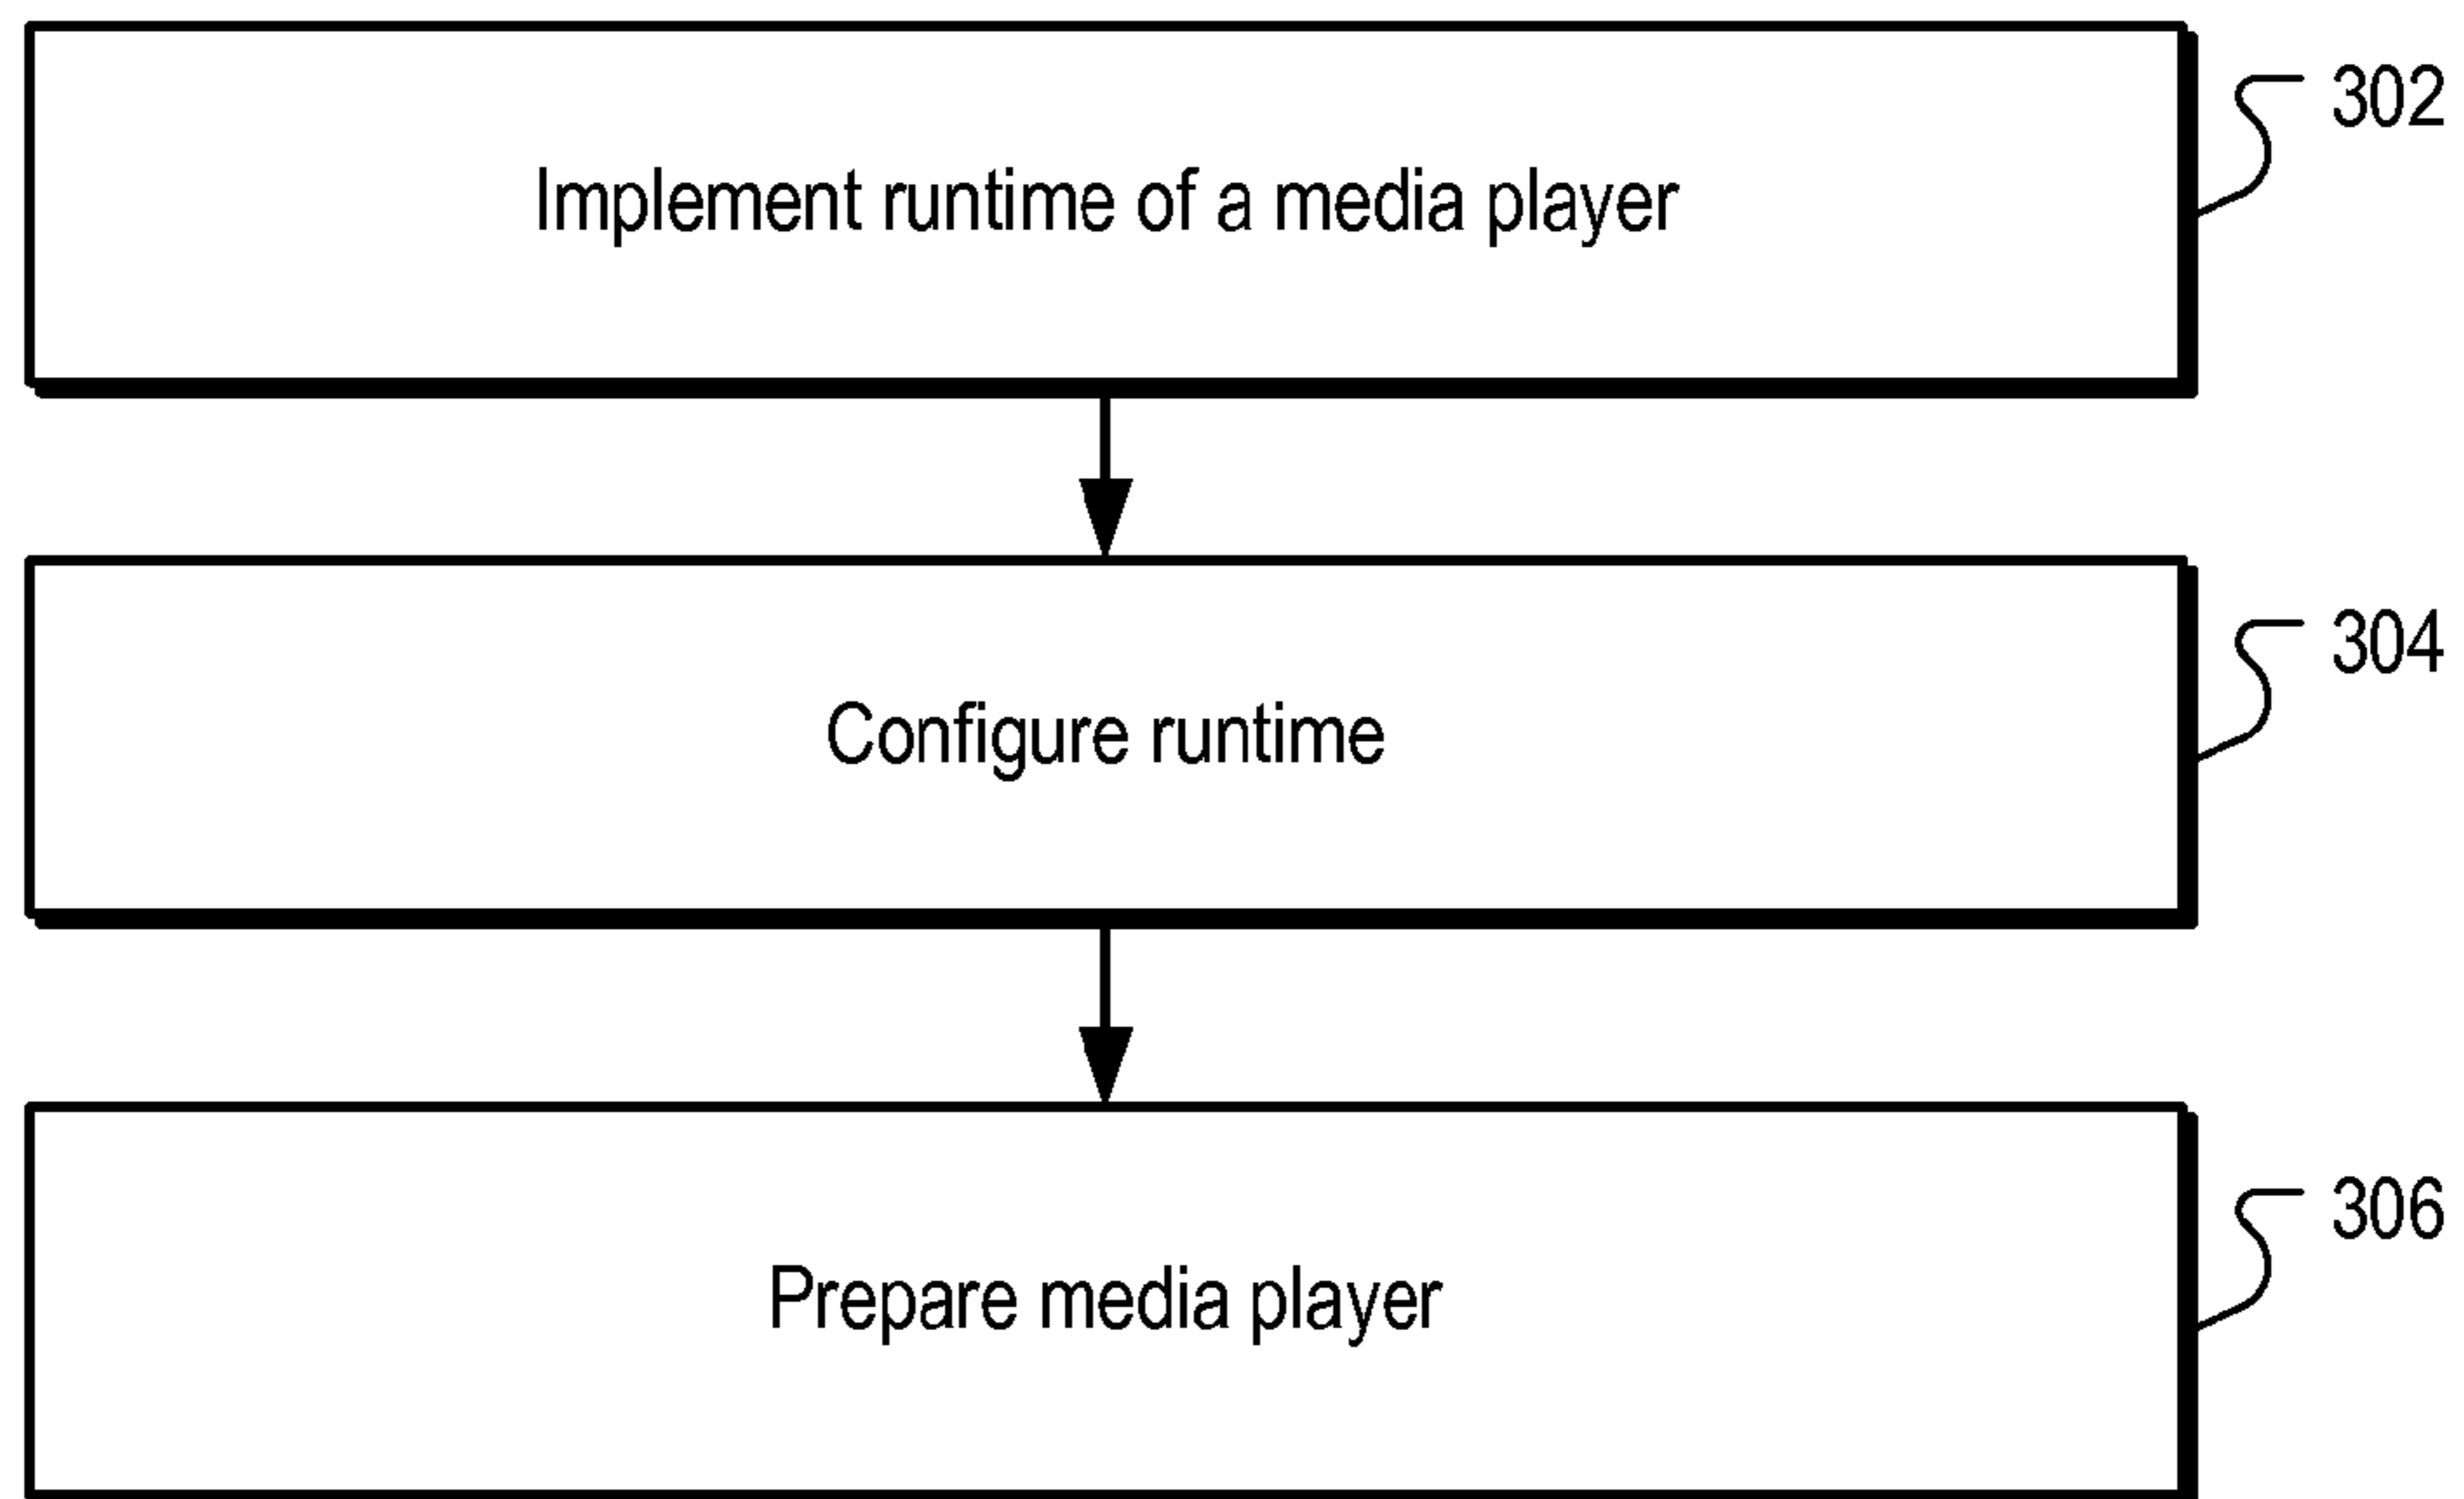 Implement runtime of a media player
302
Configure runtime
304
Prepare media player
306